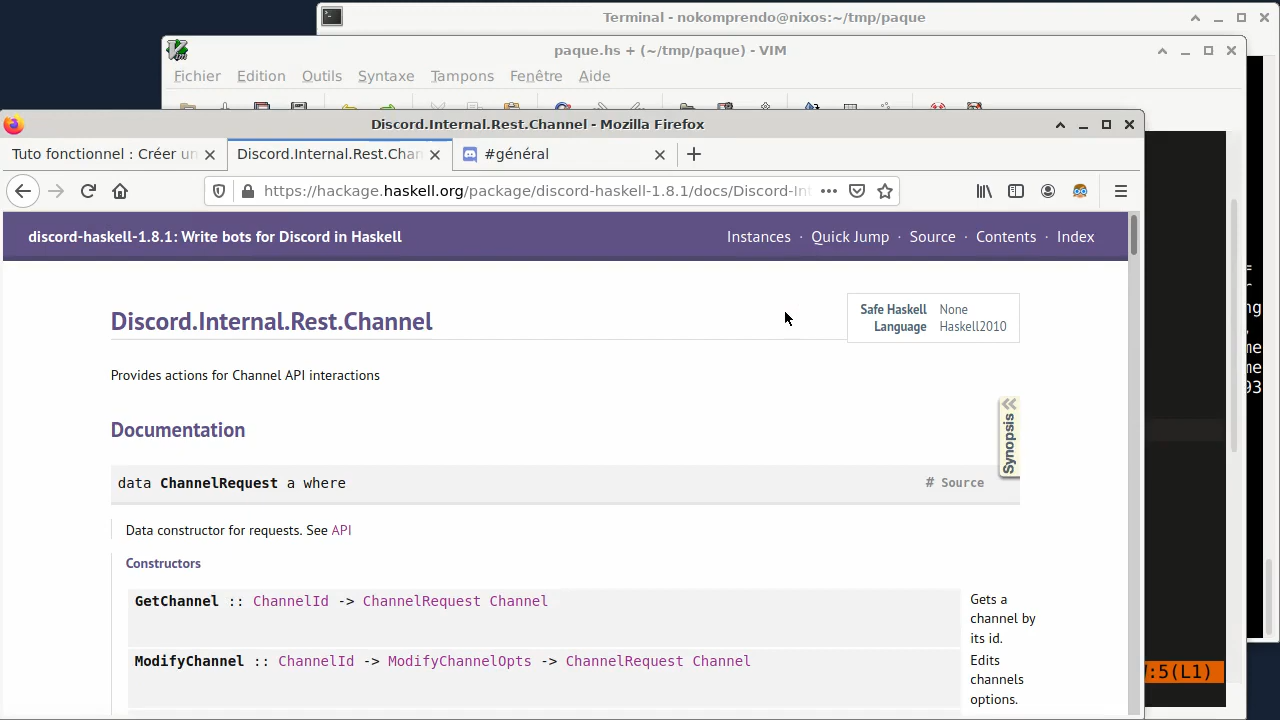 Terminal - nokomprendo@nixos:~/tmp/paque
paque.hs + (~/tmp/paque) - VIM
Fichier Edition Outils Syntaxe Tampons Fenêtre Aide
Discord.Internal.Rest.Channel - Mozilla Firefox
Tuto fonctionnel : Créer un Discord.Internal.Rest.Chan #général
https://hackage.haskell.org/package/discord-haskell-1.8.1/docs/Discord-Int
discord-haskell-1.8.1: Write bots for Discord in Haskell Instances · Quick Jump · Source · Contents · Index
Discord.Internal.Rest.Channel
Safe Haskell None
Language Haskell2010
Provides actions for Channel API interactions
Documentation
Synopsis
data ChannelRequest a where # Source
Data constructor for requests. See API
Constructors
GetChannel :: ChannelId -> ChannelRequest Channel
Gets a
channel by
its id.
ModifyChannel :: ChannelId -> ModifyChannelOpts -> ChannelRequest Channel
Edits
channels
options.
ng
me
me
93
:5(L1)